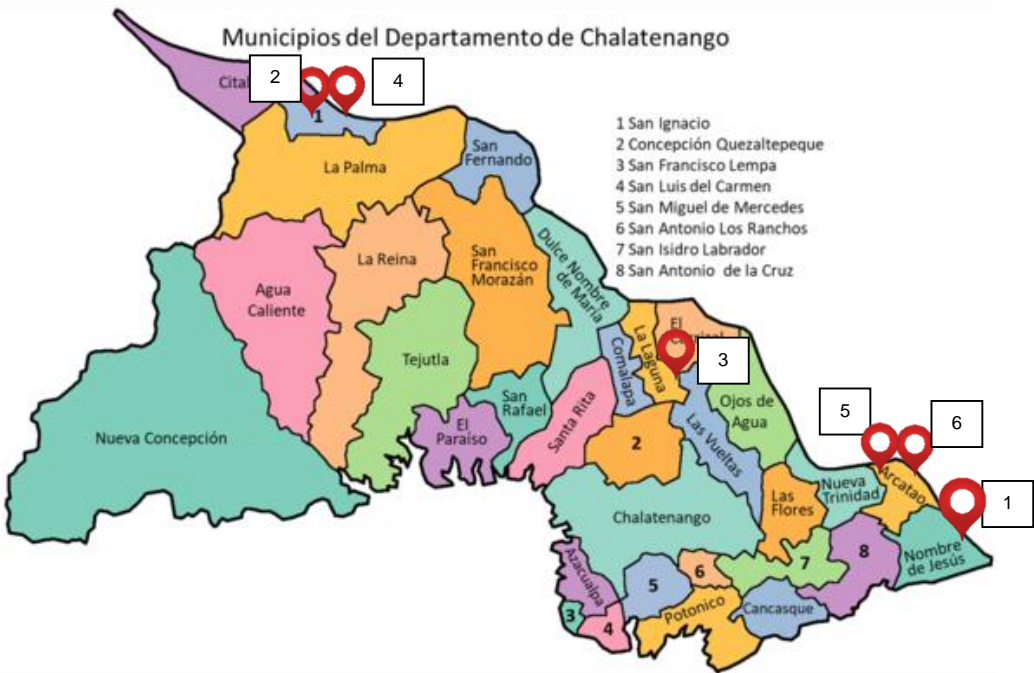 Municipios del Departamento de Chalatenango
2
4
1
San
Fernando
La Palma
1 San Ignacio
2 Concepción Quezaltepeque
3 San Francisco Lempa
4 San Luis del Carmen
5 San Miguel de Mercedes
6 San Antonio Los Ranchos
7 San Isidro Labrador
8 San Antonio de la Cruz
La Reina
San
Francisco
Morazán
Dulce Nombre
de María
Agua
Caliente
El
3
La Laguna
Comalapa
Tejutla
San
Rafael
Santa Rita
Ojos de
Agua
5
6
El
Paraíso
Nueva Concepción
2
Las Vueltas
Nueva
Trinidad
Arcatao
1
Las
Flores
Chalatenango
8
Nombre
de Jesús
Azacualpa
5
6
7
3
4
Potonico
Cancasque